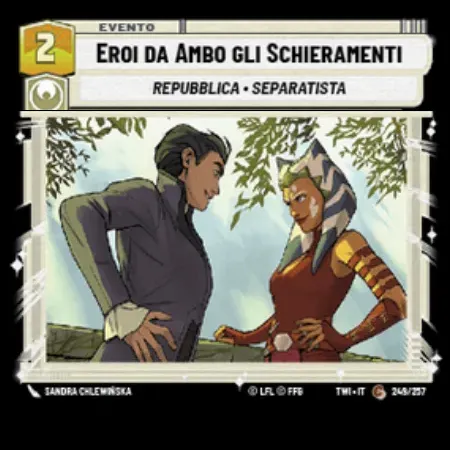 EVENTO
2
EROI DA AMBO GLI SCHIERAMENTI
REPUBBLICA • SEPARATISTA
SANDRA CHLEWIŃSKA
© LFL © FFG
TWI • IT
249/257